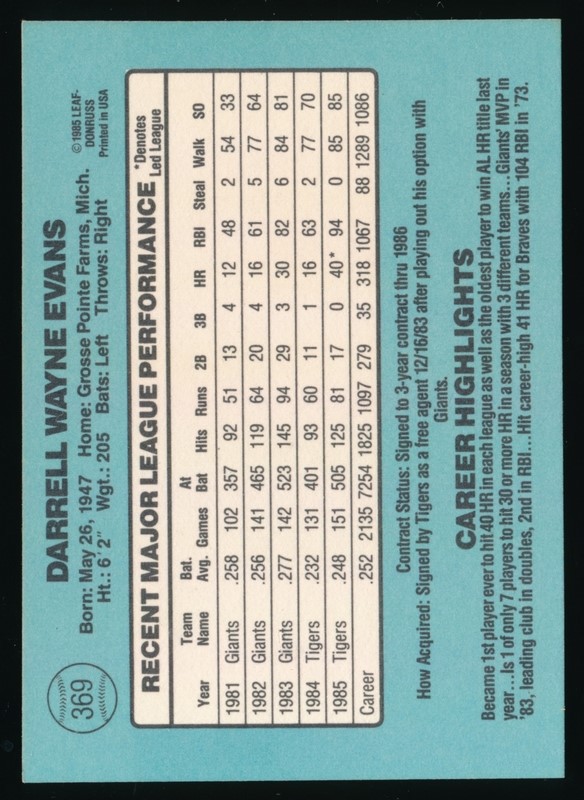 369
DARRELL WAYNE EVANS
© 1985 LEAF-
DONRUSS
Printed in USA
Born: May 26, 1947 Home: Grosse Pointe Farms, Mich.
Ht.: 6'2" Wgt.: 205 Bats: Left Throws: Right
RECENT MAJOR LEAGUE PERFORMANCE
*Denotes
Led League
Year Team Name Bat. Avg. Games At Bat Hits Runs 2B 3B HR RBI Steal Walk SO
1981 Giants .258 102 357 92 51 13 4 12 48 2 54 33
1982 Giants .256 141 465 119 64 20 4 16 61 5 77 64
1983 Giants .277 142 523 145 94 29 3 30 82 6 84 81
1984 Tigers .232 131 401 93 60 11 1 16 63 2 77 70
1985 Tigers .248 151 505 125 81 17 0 40* 94 0 85 85
Career .252 2135 7254 1825 1097 279 35 318 1067 88 1289 1086
Contract Status: Signed to 3-year contract thru 1986
How Acquired: Signed by Tigers as a free agent 12/16/83 after playing out his option with
Giants.
CAREER HIGHLIGHTS
Became 1st player ever to hit 40 HR in each league as well as the oldest player to win AL HR title last
year...Is 1 of only 7 players to hit 30 or more HR in a season with 3 different teams...Giants' MVP in
'83, leading club in doubles, 2nd in RBI...Hit career-high 41 HR for Braves with 104 RBI in '73.